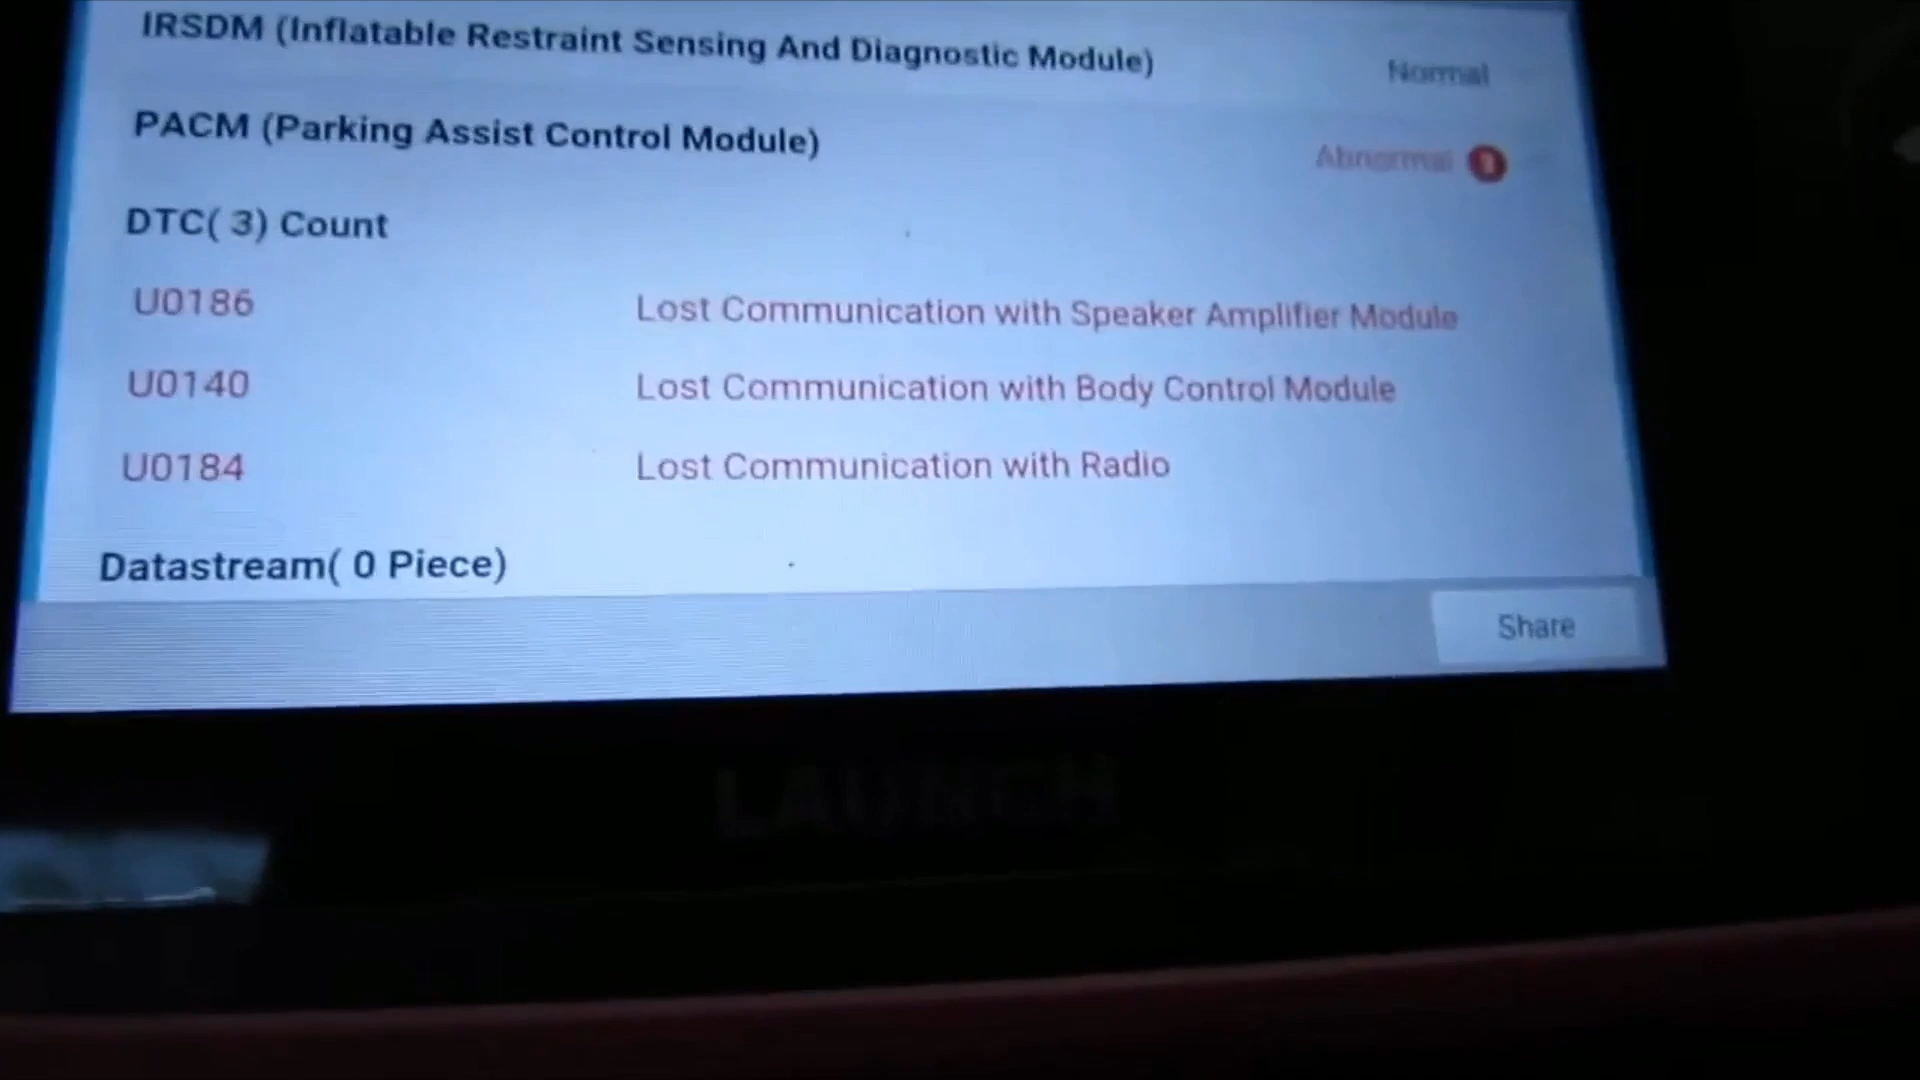 IRSDM (Inflatable Restraint Sensing And Diagnostic Module) Normal
PACM (Parking Assist Control Module) Abnormal
DTC( 3) Count
U0186 Lost Communication with Speaker Amplifier Module
U0140 Lost Communication with Body Control Module
U0184 Lost Communication with Radio
Datastream( 0 Piece)
Share
LAUNCH